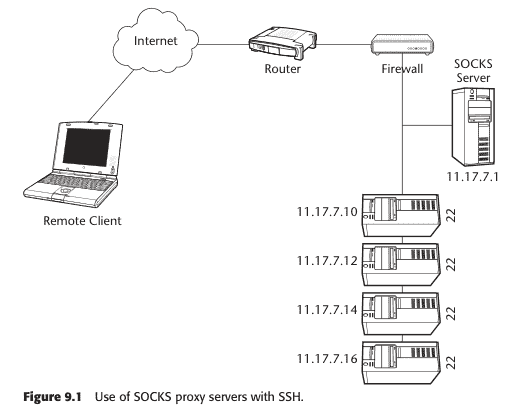 Internet
Router
Firewall
SOCKS
Server
11.17.7.1
Remote Client
11.17.7.10
22
11.17.7.12
22
11.17.7.14
22
11.17.7.16
22
Figure 9.1 Use of SOCKS proxy servers with SSH.